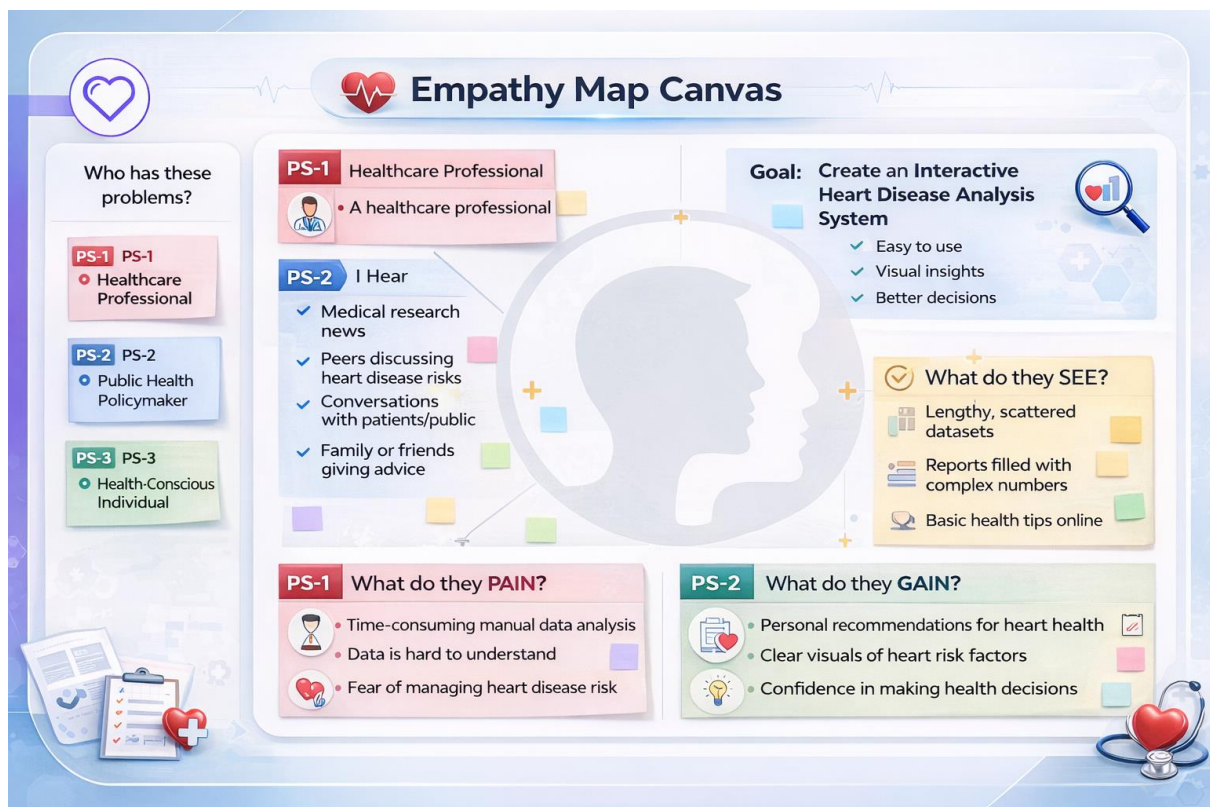 Empathy Map Canvas
Who has these
problems?
PS-1 PS-1
Healthcare
Professional
PS-2 PS-2
Public Health
Policymaker
PS-3 PS-3
Health-Conscious
Individual
PS-1 Healthcare Professional
• A healthcare professional
PS-2 I Hear
Medical research
news
Peers discussing
heart disease risks
Conversations
with patients/public
Family or friends
giving advice
Goal: Create an Interactive
Heart Disease Analysis
System
Easy to use
Visual insights
Better decisions
What do they SEE?
Lengthy, scattered
datasets
Reports filled with
complex numbers
Basic health tips online
PS-1 What do they PAIN?
• Time-consuming manual data analysis
• Data is hard to understand
• Fear of managing heart disease risk
PS-2 What do they GAIN?
• Personal recommendations for heart health
• Clear visuals of heart risk factors
• Confidence in making health decisions